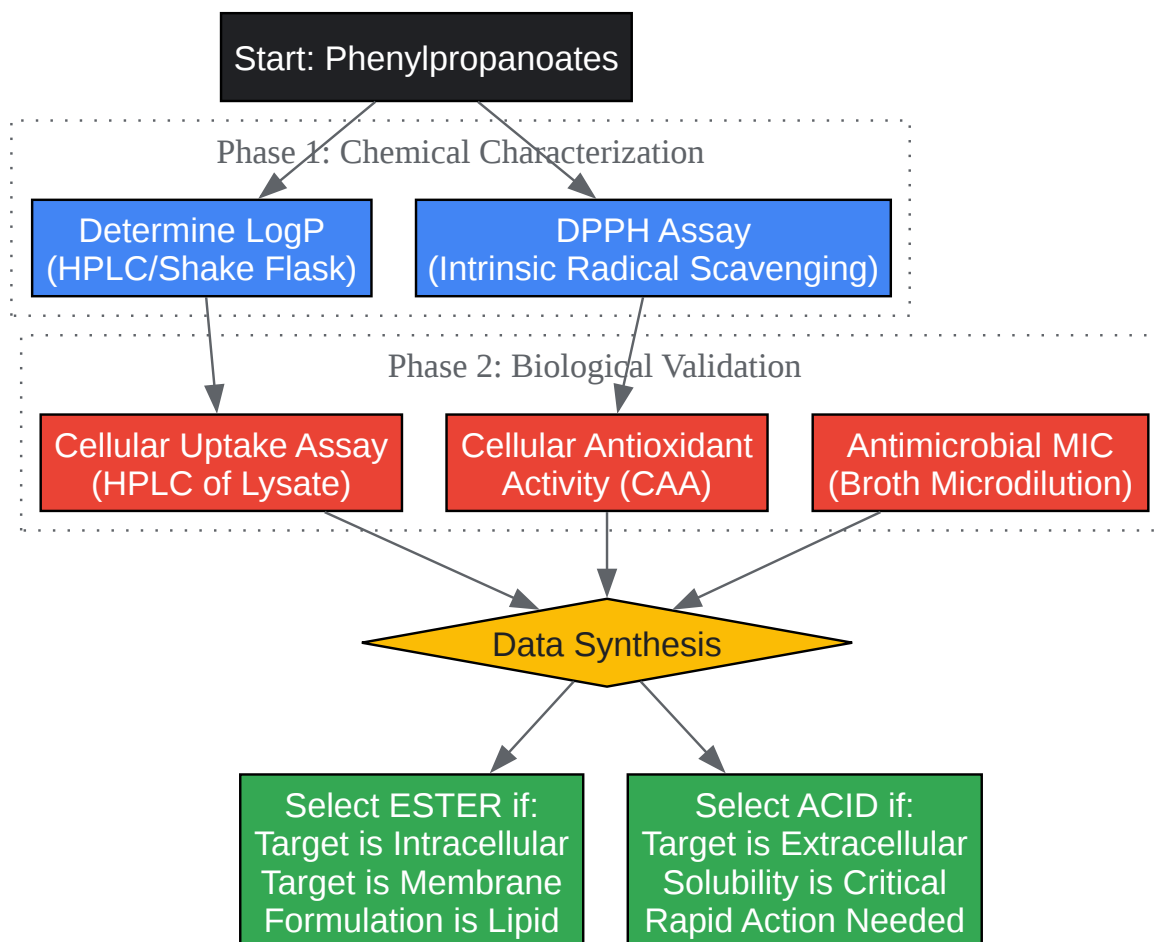 Start: Phenylpropanoates
Phase 1: Chemical Characterization
Determine LogP
(HPLC/Shake Flask)
DPPH Assay
(Intrinsic Radical Scavenging)
Phase 2: Biological Validation
Cellular Uptake Assay
(HPLC of Lysate)
Cellular Antioxidant
Activity (CAA)
Antimicrobial MIC
(Broth Microdilution)
Data Synthesis
Select ESTER if:
Target is Intracellular
Target is Membrane
Formulation is Lipid
Select ACID if:
Target is Extracellular
Solubility is Critical
Rapid Action Needed